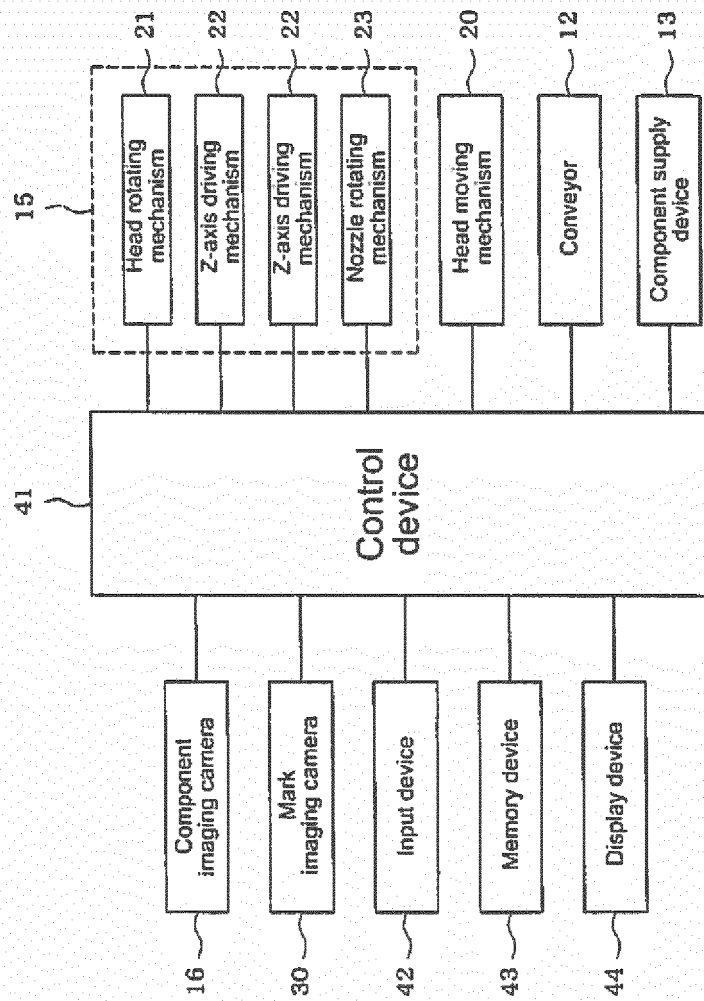 16
Component
imaging camera
30
Mark
imaging camera
42
Input device
43
Memory device
44
Display device
41
Control
device
15
Head rotating
mechanism
21
Z-axis driving
mechanism
22
Z-axis driving
mechanism
22
Nozzle rotating
mechanism
23
Head moving
mechanism
20
Conveyor
12
Component supply
device
13